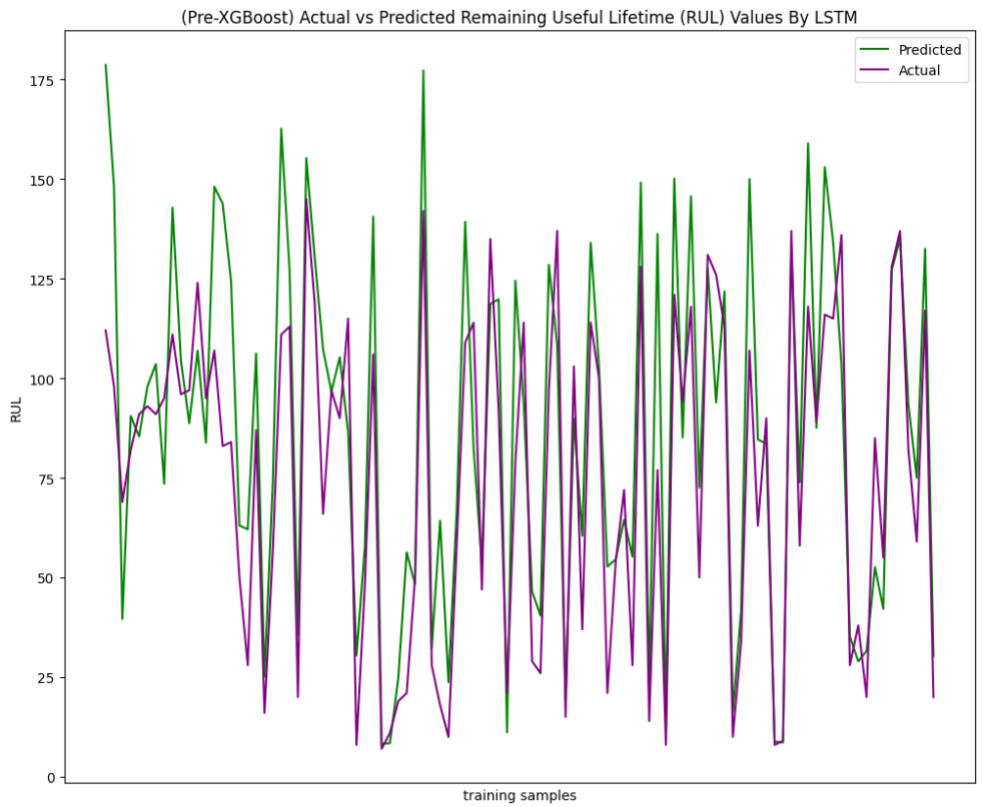 (Pre-XGBoost) Actual vs Predicted Remaining Useful Lifetime (RUL) Values By LSTM
Predicted
Actual
175
150
125
100
75
50
25
0
RUL
training samples